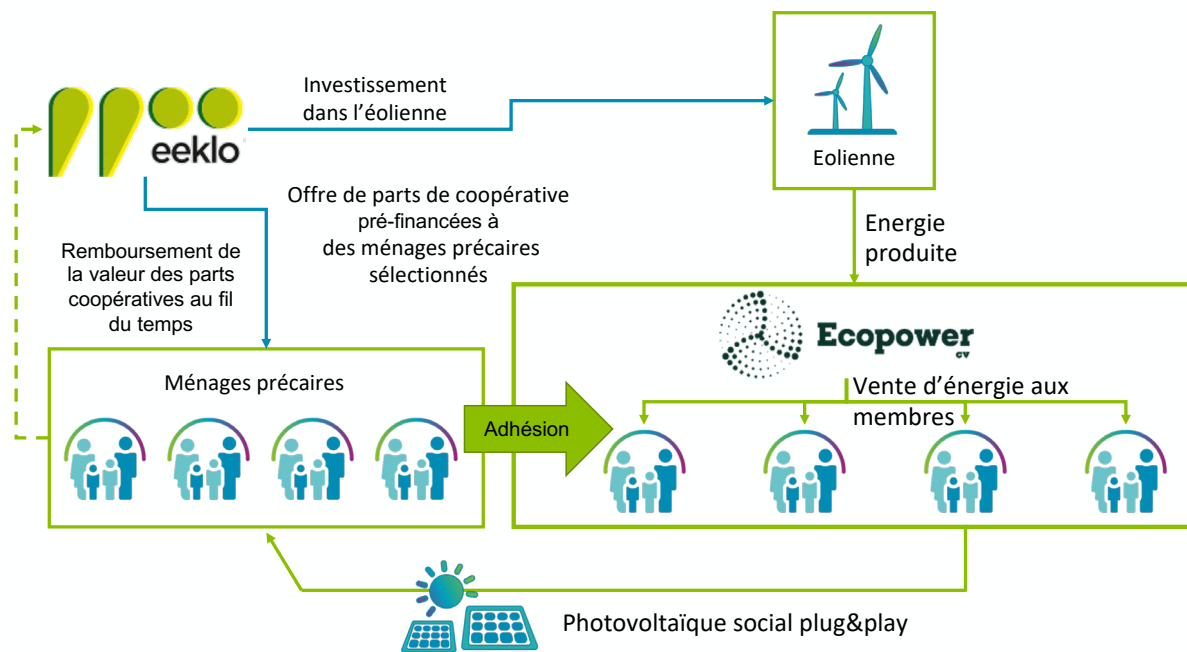 Investissement
dans l’éolienne
eeklo
Eolienne
Offre de parts de coopérative
pré-financées à
des ménages précaires
sélectionnés
Energie
produite
Remboursement de
la valeur des parts
coopératives au fil
du temps
Ecopower
CV
Ménages précaires
Vente d’énergie aux
membres
Adhésion
Photovoltaïque social plug&play